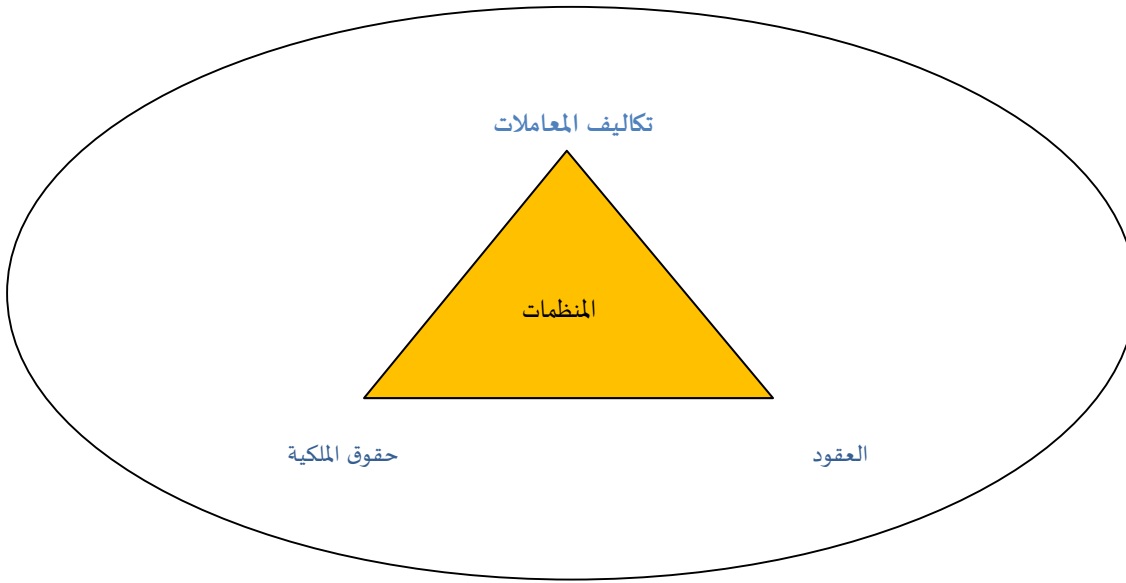 تكاليف المعاملات
المنظمات
العقود
حقوق الملكية